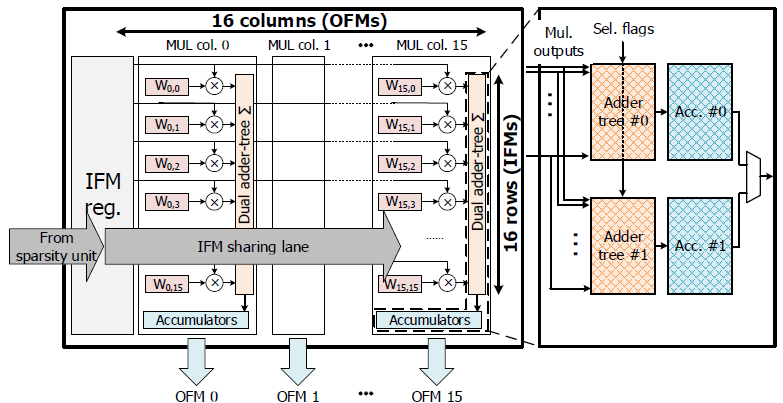 16 columns (OFMs)
MUL col. 0
MUL col. 1
•••
MUL col. 15
IFM
reg.
From
sparsity unit
IFM sharing lane
W0,0
W0,1
W0,2
W0,3
W0,15
Dual adder-tree Σ
Accumulators
W15,0
W15,1
W15,2
W15,3
......
W15,15
Dual adder-tree Σ
Accumulators
16 rows (IFMs)
OFM 0
OFM 1
•••
OFM 15
Mul.
outputs
Sel. flags
Adder
tree #0
Acc. #0
Adder
tree #1
Acc. #1